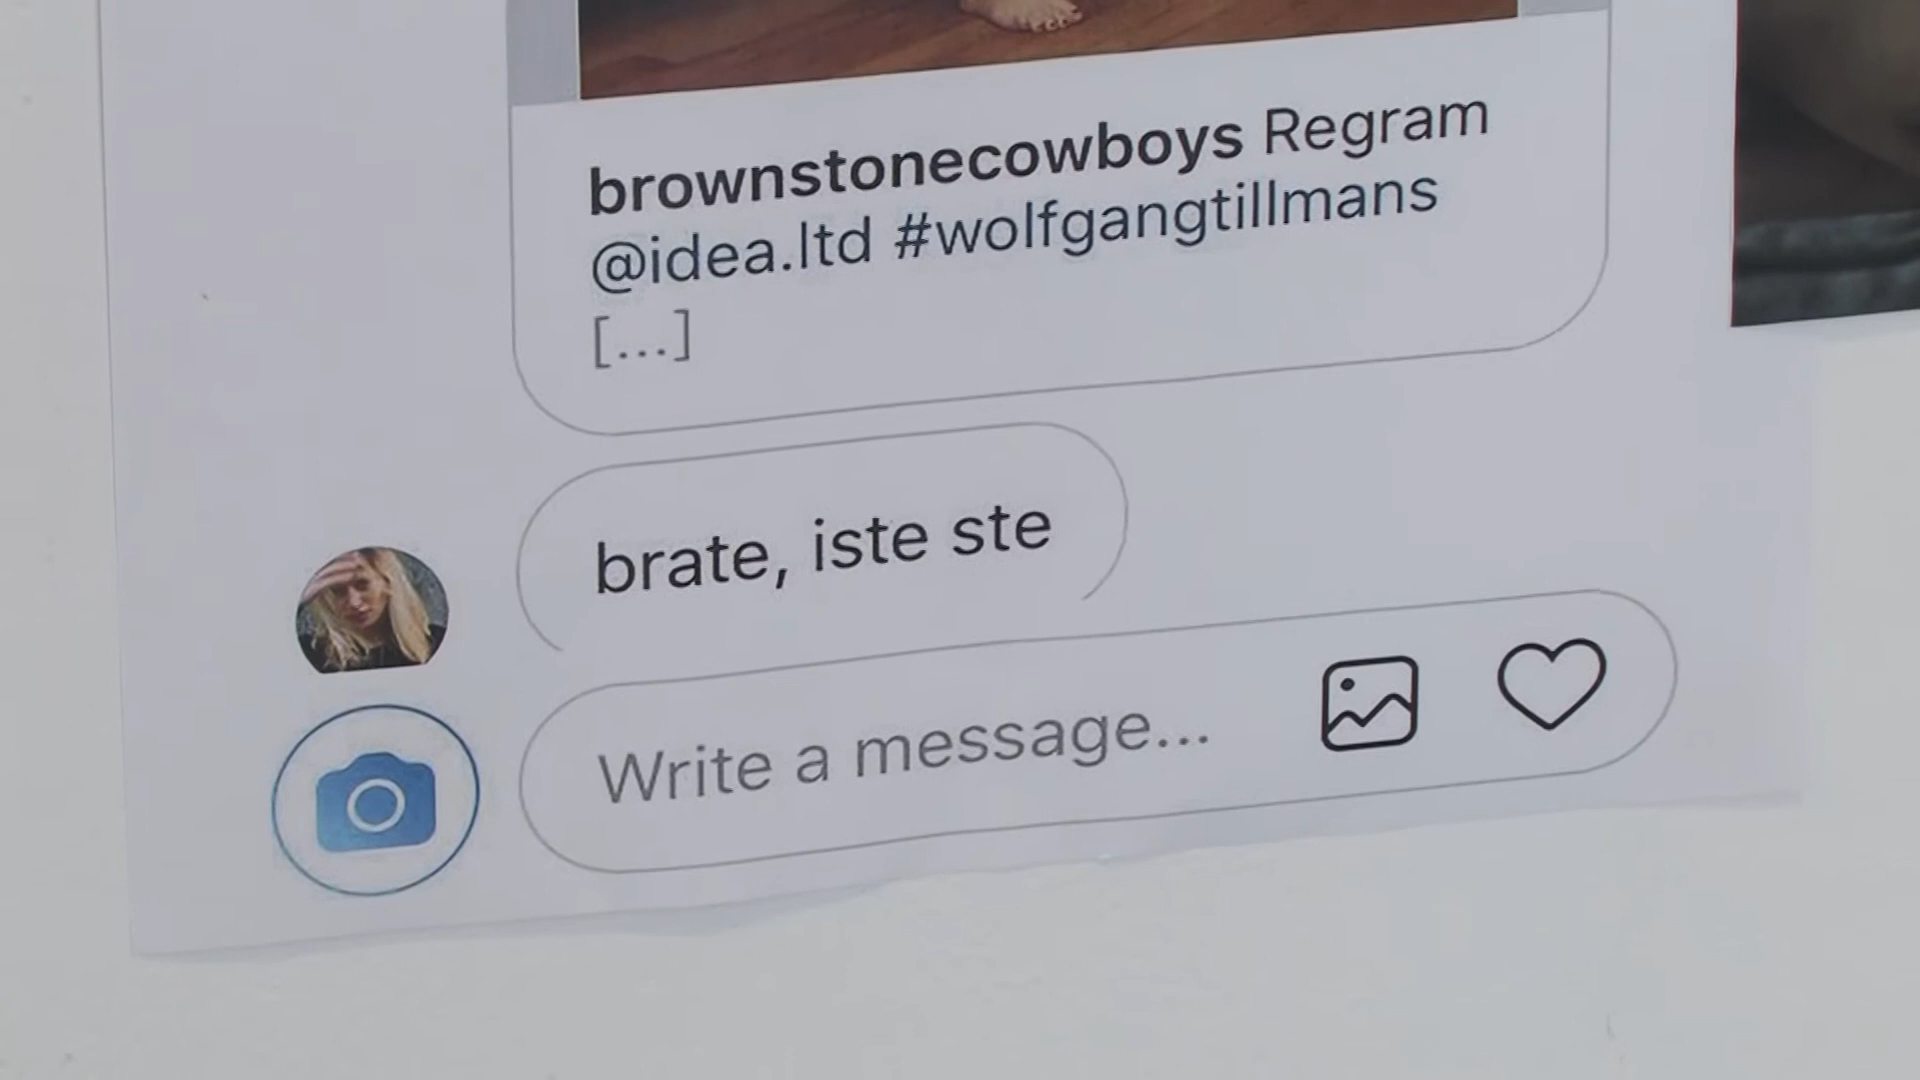 brownstonecowboys Regram
@idea.ltd #wolfgangtillmans
[...]
brate, iste ste
Write a message...